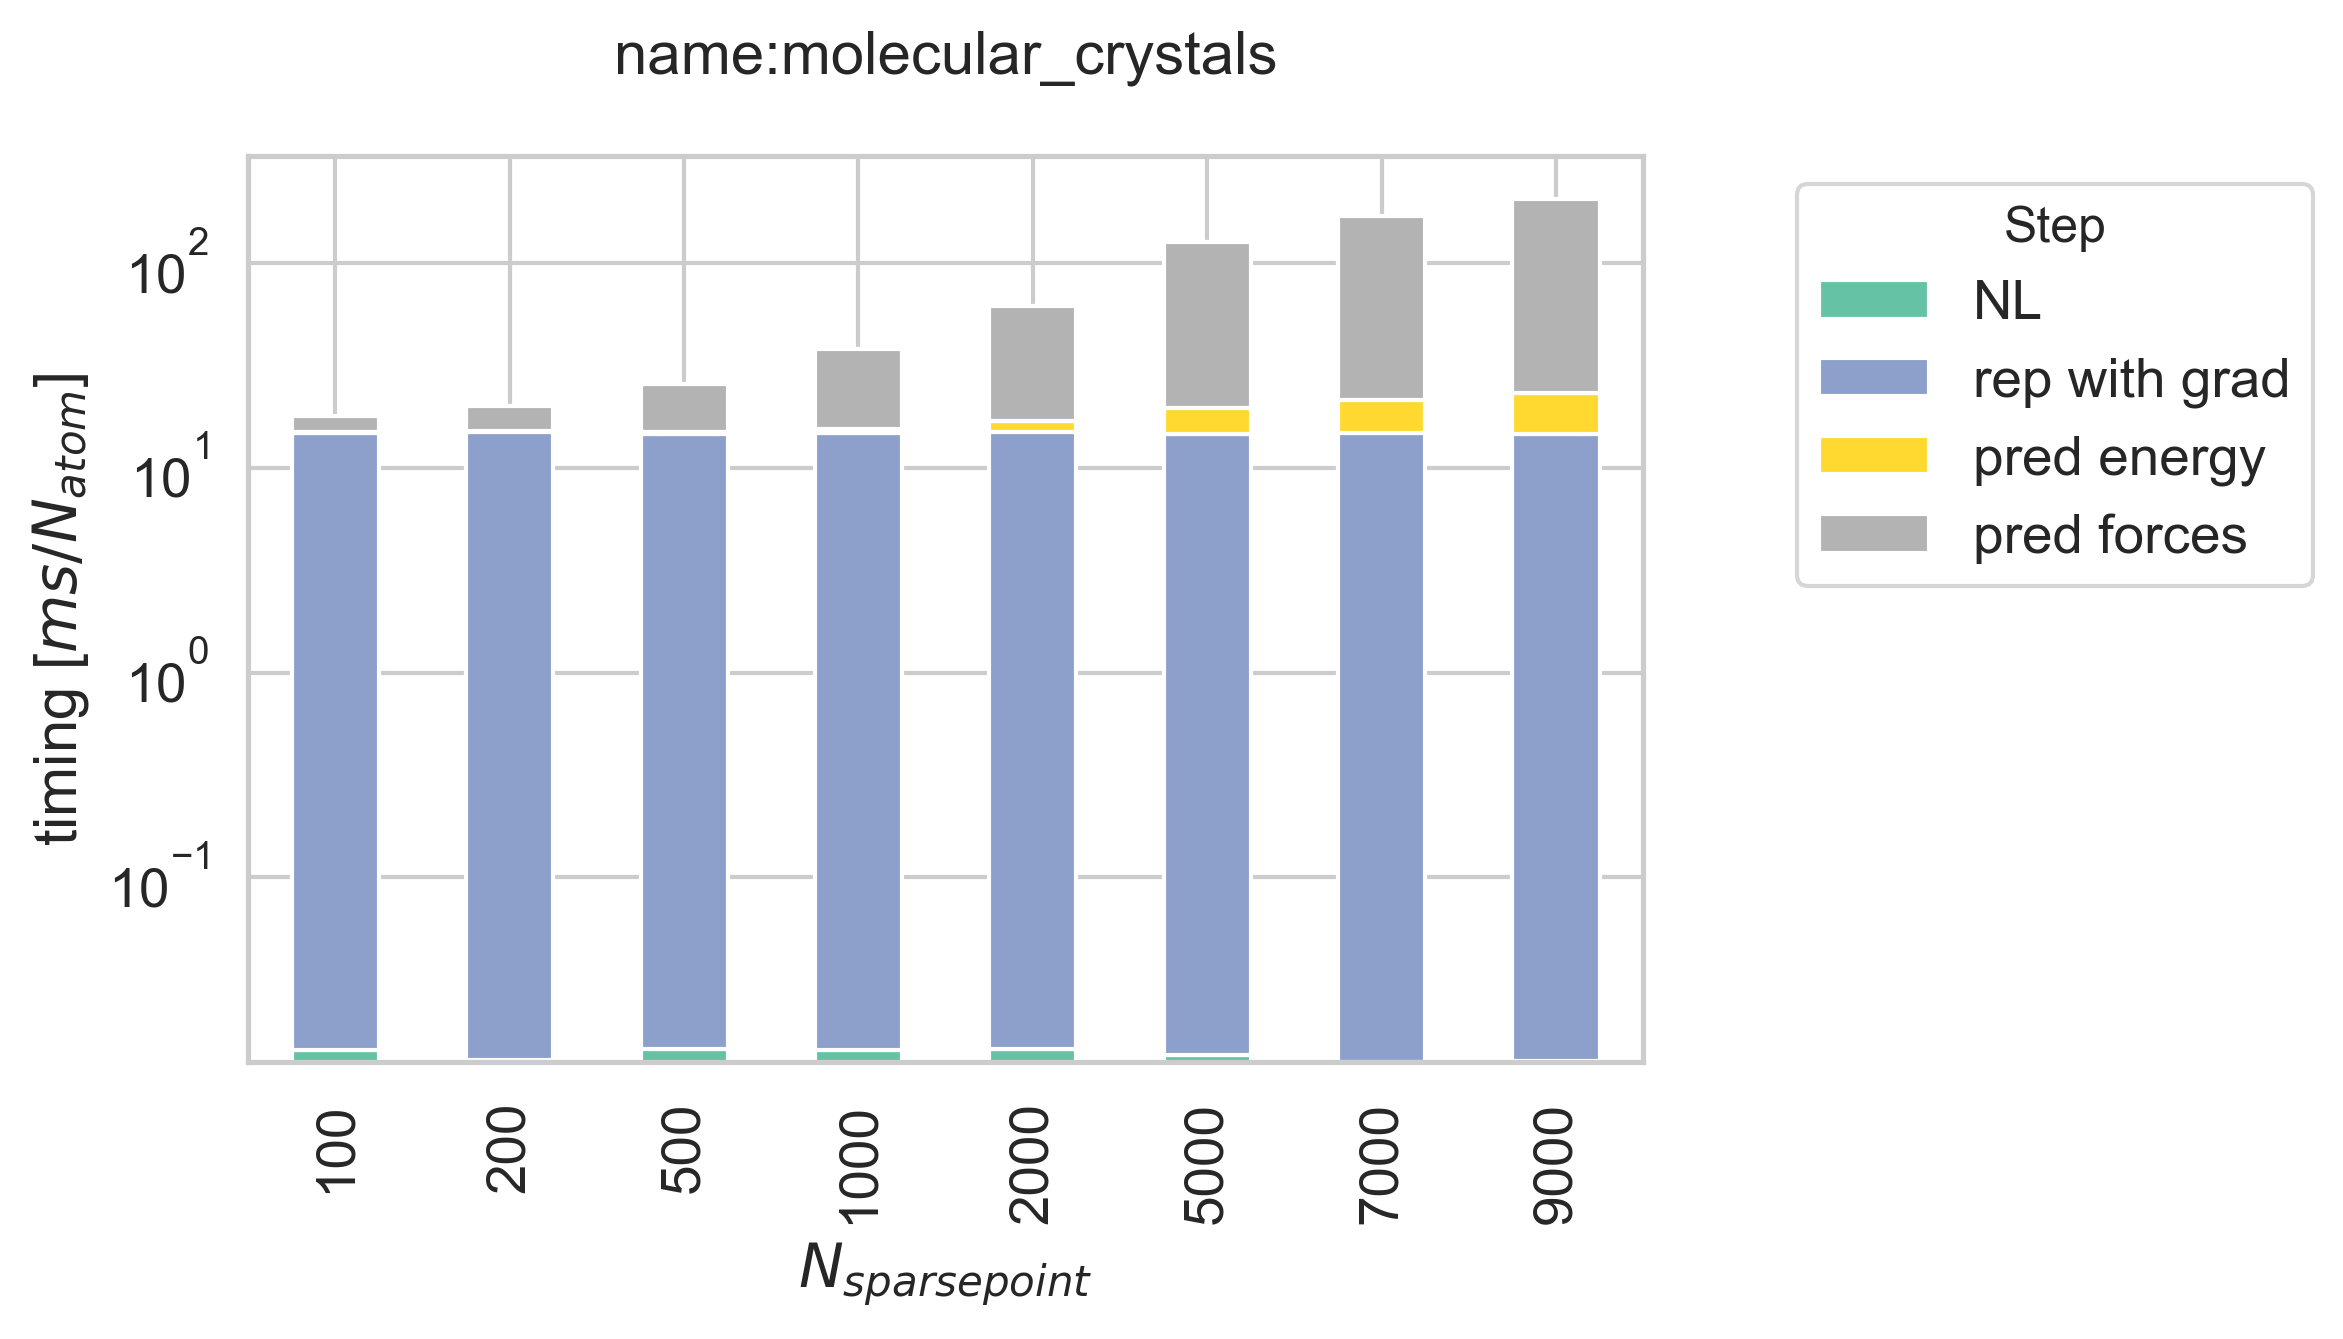 name:molecular_crystals
timing [ms/N_atom]
10^2
10^1
10^0
10^−1
100
200
500
1000
2000
5000
7000
9000
N_sparsepoint
Step
NL
rep with grad
pred energy
pred forces